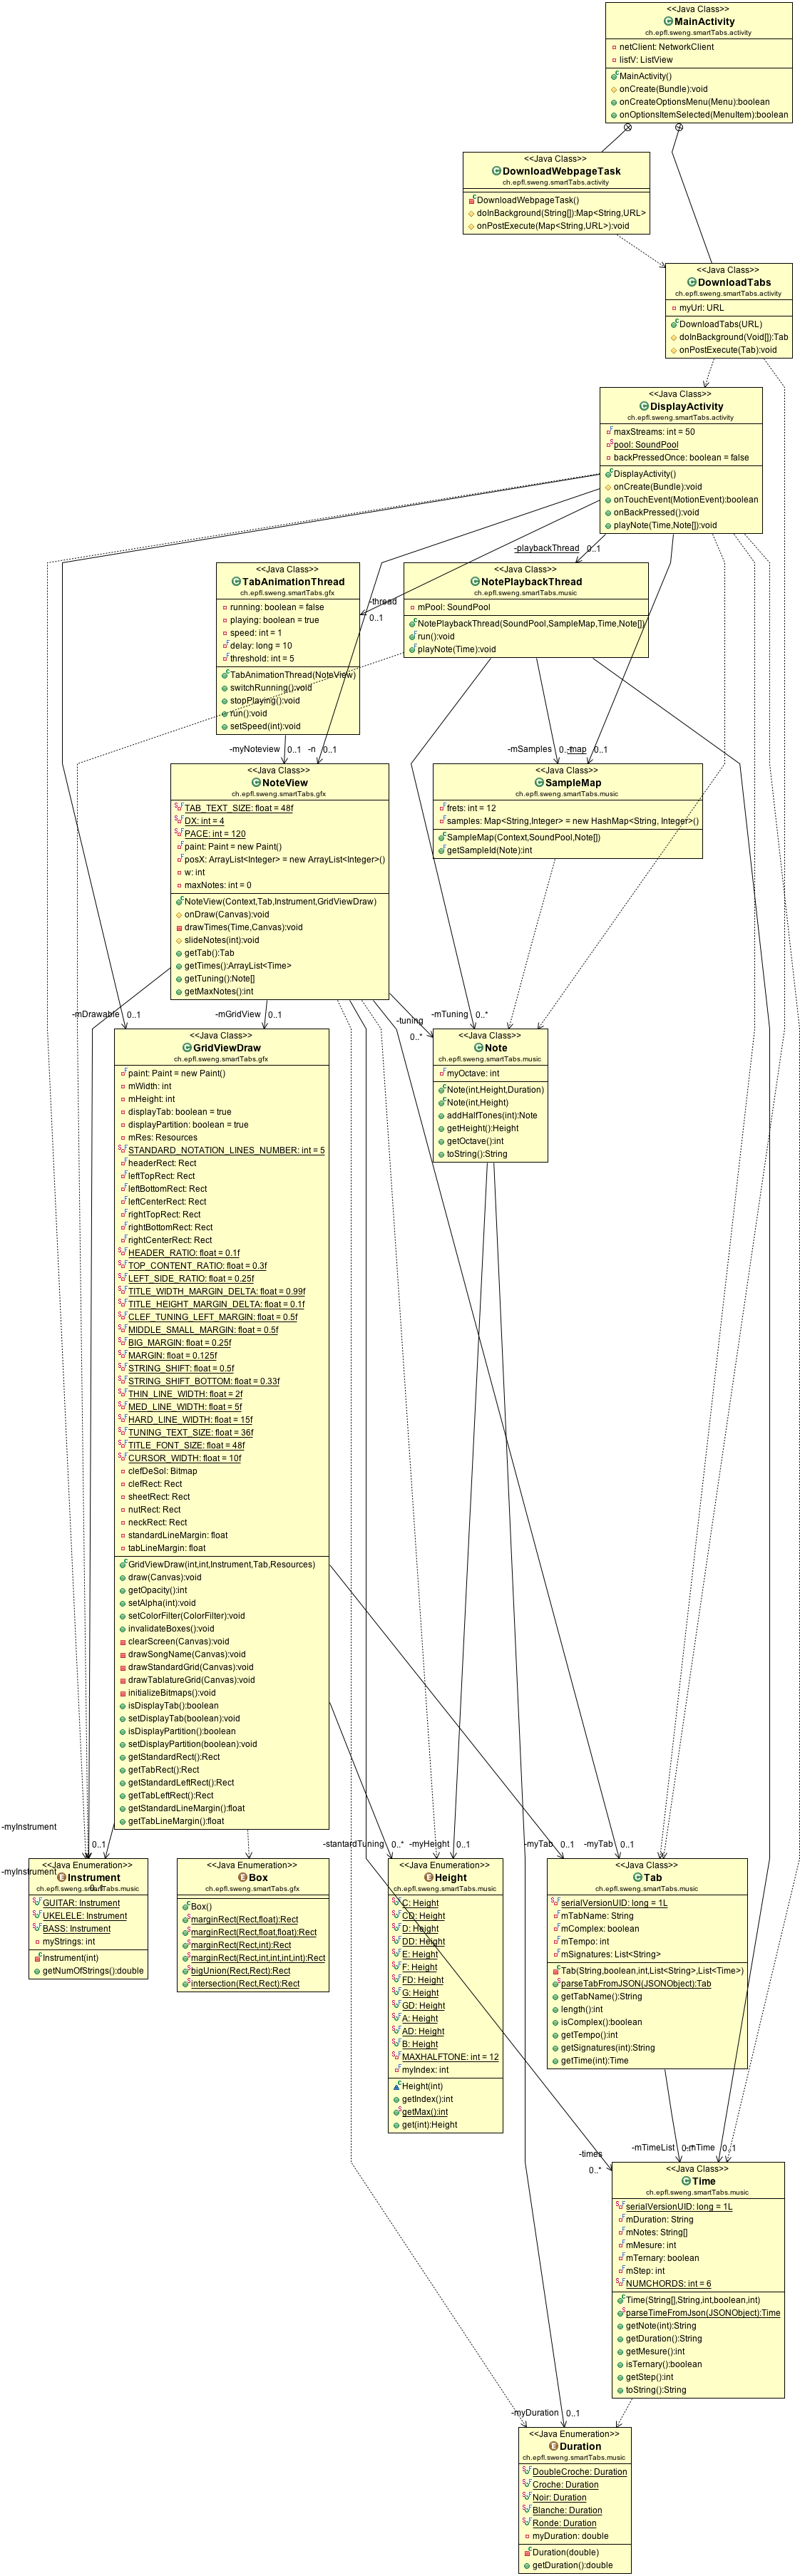 <<Java Class>>
MainActivity
ch.epfl.sweng.smartTabs.activity
netClient: NetworkClient
listV: ListView
MainActivity()
onCreate(Bundle):void
onCreateOptionsMenu(Menu):boolean
onOptionsItemSelected(MenuItem):boolean
<<Java Class>>
DownloadWebpageTask
ch.epfl.sweng.smartTabs.activity
DownloadWebpageTask()
doInBackground(String[]):Map<String,URL>
onPostExecute(Map<String,URL>):void
<<Java Class>>
DownloadTabs
ch.epfl.sweng.smartTabs.activity
myUrl: URL
DownloadTabs(URL)
doInBackground(Void[]):Tab
onPostExecute(Tab):void
<<Java Class>>
DisplayActivity
ch.epfl.sweng.smartTabs.activity
maxStreams: int = 50
pool: SoundPool
backPressedOnce: boolean = false
DisplayActivity()
onCreate(Bundle):void
onTouchEvent(MotionEvent):boolean
onBackPressed():void
playNote(Time,Note[]):void
-playbackThread 0..1
<<Java Class>>
TabAnimationThread
ch.epfl.sweng.smartTabs.gfx
running: boolean = false
playing: boolean = true
speed: int = 1
delay: long = 10
threshold: int = 5
TabAnimationThread(NoteView)
switchRunning():void
stopPlaying():void
run():void
setSpeed(int):void
-thread
0..1
<<Java Class>>
NotePlaybackThread
ch.epfl.sweng.smartTabs.music
mPool: SoundPool
NotePlaybackThread(SoundPool,SampleMap,Time,Note[])
run():void
playNote(Time):void
-myNoteview 0..1
-n 0..1
-mSamples 0..1
-map 0..1
<<Java Class>>
NoteView
ch.epfl.sweng.smartTabs.gfx
TAB_TEXT_SIZE: float = 48f
DX: int = 4
PACE: int = 120
paint: Paint = new Paint()
posX: ArrayList<Integer> = new ArrayList<Integer>()
w: int
maxNotes: int = 0
NoteView(Context,Tab,Instrument,GridViewDraw)
onDraw(Canvas):void
drawTimes(Time,Canvas):void
slideNotes(int):void
getTab():Tab
getTimes():ArrayList<Time>
getTuning():Note[]
getMaxNotes():int
<<Java Class>>
SampleMap
ch.epfl.sweng.smartTabs.music
frets: int = 12
samples: Map<String,Integer> = new HashMap<String, Integer>()
SampleMap(Context,SoundPool,Note[])
getSampleId(Note):int
-mDrawable 0..1
-mGridView 0..1
-tuning
0..*
-mTuning 0..*
<<Java Class>>
GridViewDraw
ch.epfl.sweng.smartTabs.gfx
paint: Paint = new Paint()
mWidth: int
mHeight: int
displayTab: boolean = true
displayPartition: boolean = true
mRes: Resources
STANDARD_NOTATION_LINES_NUMBER: int = 5
headerRect: Rect
leftTopRect: Rect
leftBottomRect: Rect
leftCenterRect: Rect
rightTopRect: Rect
rightBottomRect: Rect
rightCenterRect: Rect
HEADER_RATIO: float = 0.1f
TOP_CONTENT_RATIO: float = 0.3f
LEFT_SIDE_RATIO: float = 0.25f
TITLE_WIDTH_MARGIN_DELTA: float = 0.99f
TITLE_HEIGHT_MARGIN_DELTA: float = 0.1f
CLEF_TUNING_LEFT_MARGIN: float = 0.5f
MIDDLE_SMALL_MARGIN: float = 0.5f
BIG_MARGIN: float = 0.25f
MARGIN: float = 0.125f
STRING_SHIFT: float = 0.5f
STRING_SHIFT_BOTTOM: float = 0.33f
THIN_LINE_WIDTH: float = 2f
MED_LINE_WIDTH: float = 5f
HARD_LINE_WIDTH: float = 15f
TUNING_TEXT_SIZE: float = 36f
TITLE_FONT_SIZE: float = 48f
CURSOR_WIDTH: float = 10f
clefDeSol: Bitmap
clefRect: Rect
sheetRect: Rect
nutRect: Rect
neckRect: Rect
standardLineMargin: float
tabLineMargin: float
GridViewDraw(int,int,Instrument,Tab,Resources)
draw(Canvas):void
getOpacity():int
setAlpha(int):void
setColorFilter(ColorFilter):void
invalidateBoxes():void
clearScreen(Canvas):void
drawSongName(Canvas):void
drawStandardGrid(Canvas):void
drawTablatureGrid(Canvas):void
initializeBitmaps():void
isDisplayTab():boolean
setDisplayTab(boolean):void
isDisplayPartition():boolean
setDisplayPartition(boolean):void
getStandardRect():Rect
getTabRect():Rect
getStandardLeftRect():Rect
getTabLeftRect():Rect
getStandardLineMargin():float
getTabLineMargin():float
<<Java Class>>
Note
ch.epfl.sweng.smartTabs.music
myOctave: int
Note(int,Height,Duration)
Note(int,Height)
addHalfTones(int):Note
getHeight():Height
getOctave():int
toString():String
-myInstrument
0..1
-myInstrument
0..1
-stantardTuning 0..*
-myHeight 0..1
-myTab 0..1
-myTab 0..1
<<Java Enumeration>>
Instrument
ch.epfl.sweng.smartTabs.music
GUITAR: Instrument
UKELELE: Instrument
BASS: Instrument
myStrings: int
Instrument(int)
getNumOfStrings():double
<<Java Enumeration>>
Box
ch.epfl.sweng.smartTabs.gfx
Box()
marginRect(Rect,float):Rect
marginRect(Rect,float,float):Rect
marginRect(Rect,int):Rect
marginRect(Rect,int,int,int,int):Rect
bigUnion(Rect,Rect):Rect
intersection(Rect,Rect):Rect
<<Java Enumeration>>
Height
ch.epfl.sweng.smartTabs.music
C: Height
CD: Height
D: Height
DD: Height
E: Height
F: Height
FD: Height
G: Height
GD: Height
A: Height
AD: Height
B: Height
MAXHALFTONE: int = 12
myIndex: int
Height(int)
getIndex():int
getMax():int
get(int):Height
<<Java Class>>
Tab
ch.epfl.sweng.smartTabs.music
serialVersionUID: long = 1L
mTabName: String
mComplex: boolean
mTempo: int
mSignatures: List<String>
Tab(String,boolean,int,List<String>,List<Time>)
parseTabFromJSON(JSONObject):Tab
getTabName():String
length():int
isComplex():boolean
getTempo():int
getSignatures(int):String
getTime(int):Time
-times
0..*
-mTimeList 0..*
-mTime 0..1
<<Java Class>>
Time
ch.epfl.sweng.smartTabs.music
serialVersionUID: long = 1L
mDuration: String
mNotes: String[]
mMesure: int
mTernary: boolean
mStep: int
NUMCHORDS: int = 6
Time(String[],String,int,boolean,int)
parseTimeFromJson(JSONObject):Time
getNote(int):String
getDuration():String
getMesure():int
isTernary():boolean
getStep():int
toString():String
-myDuration 0..1
<<Java Enumeration>>
Duration
ch.epfl.sweng.smartTabs.music
DoubleCroche: Duration
Croche: Duration
Noir: Duration
Blanche: Duration
Ronde: Duration
myDuration: double
Duration(double)
getDuration():double